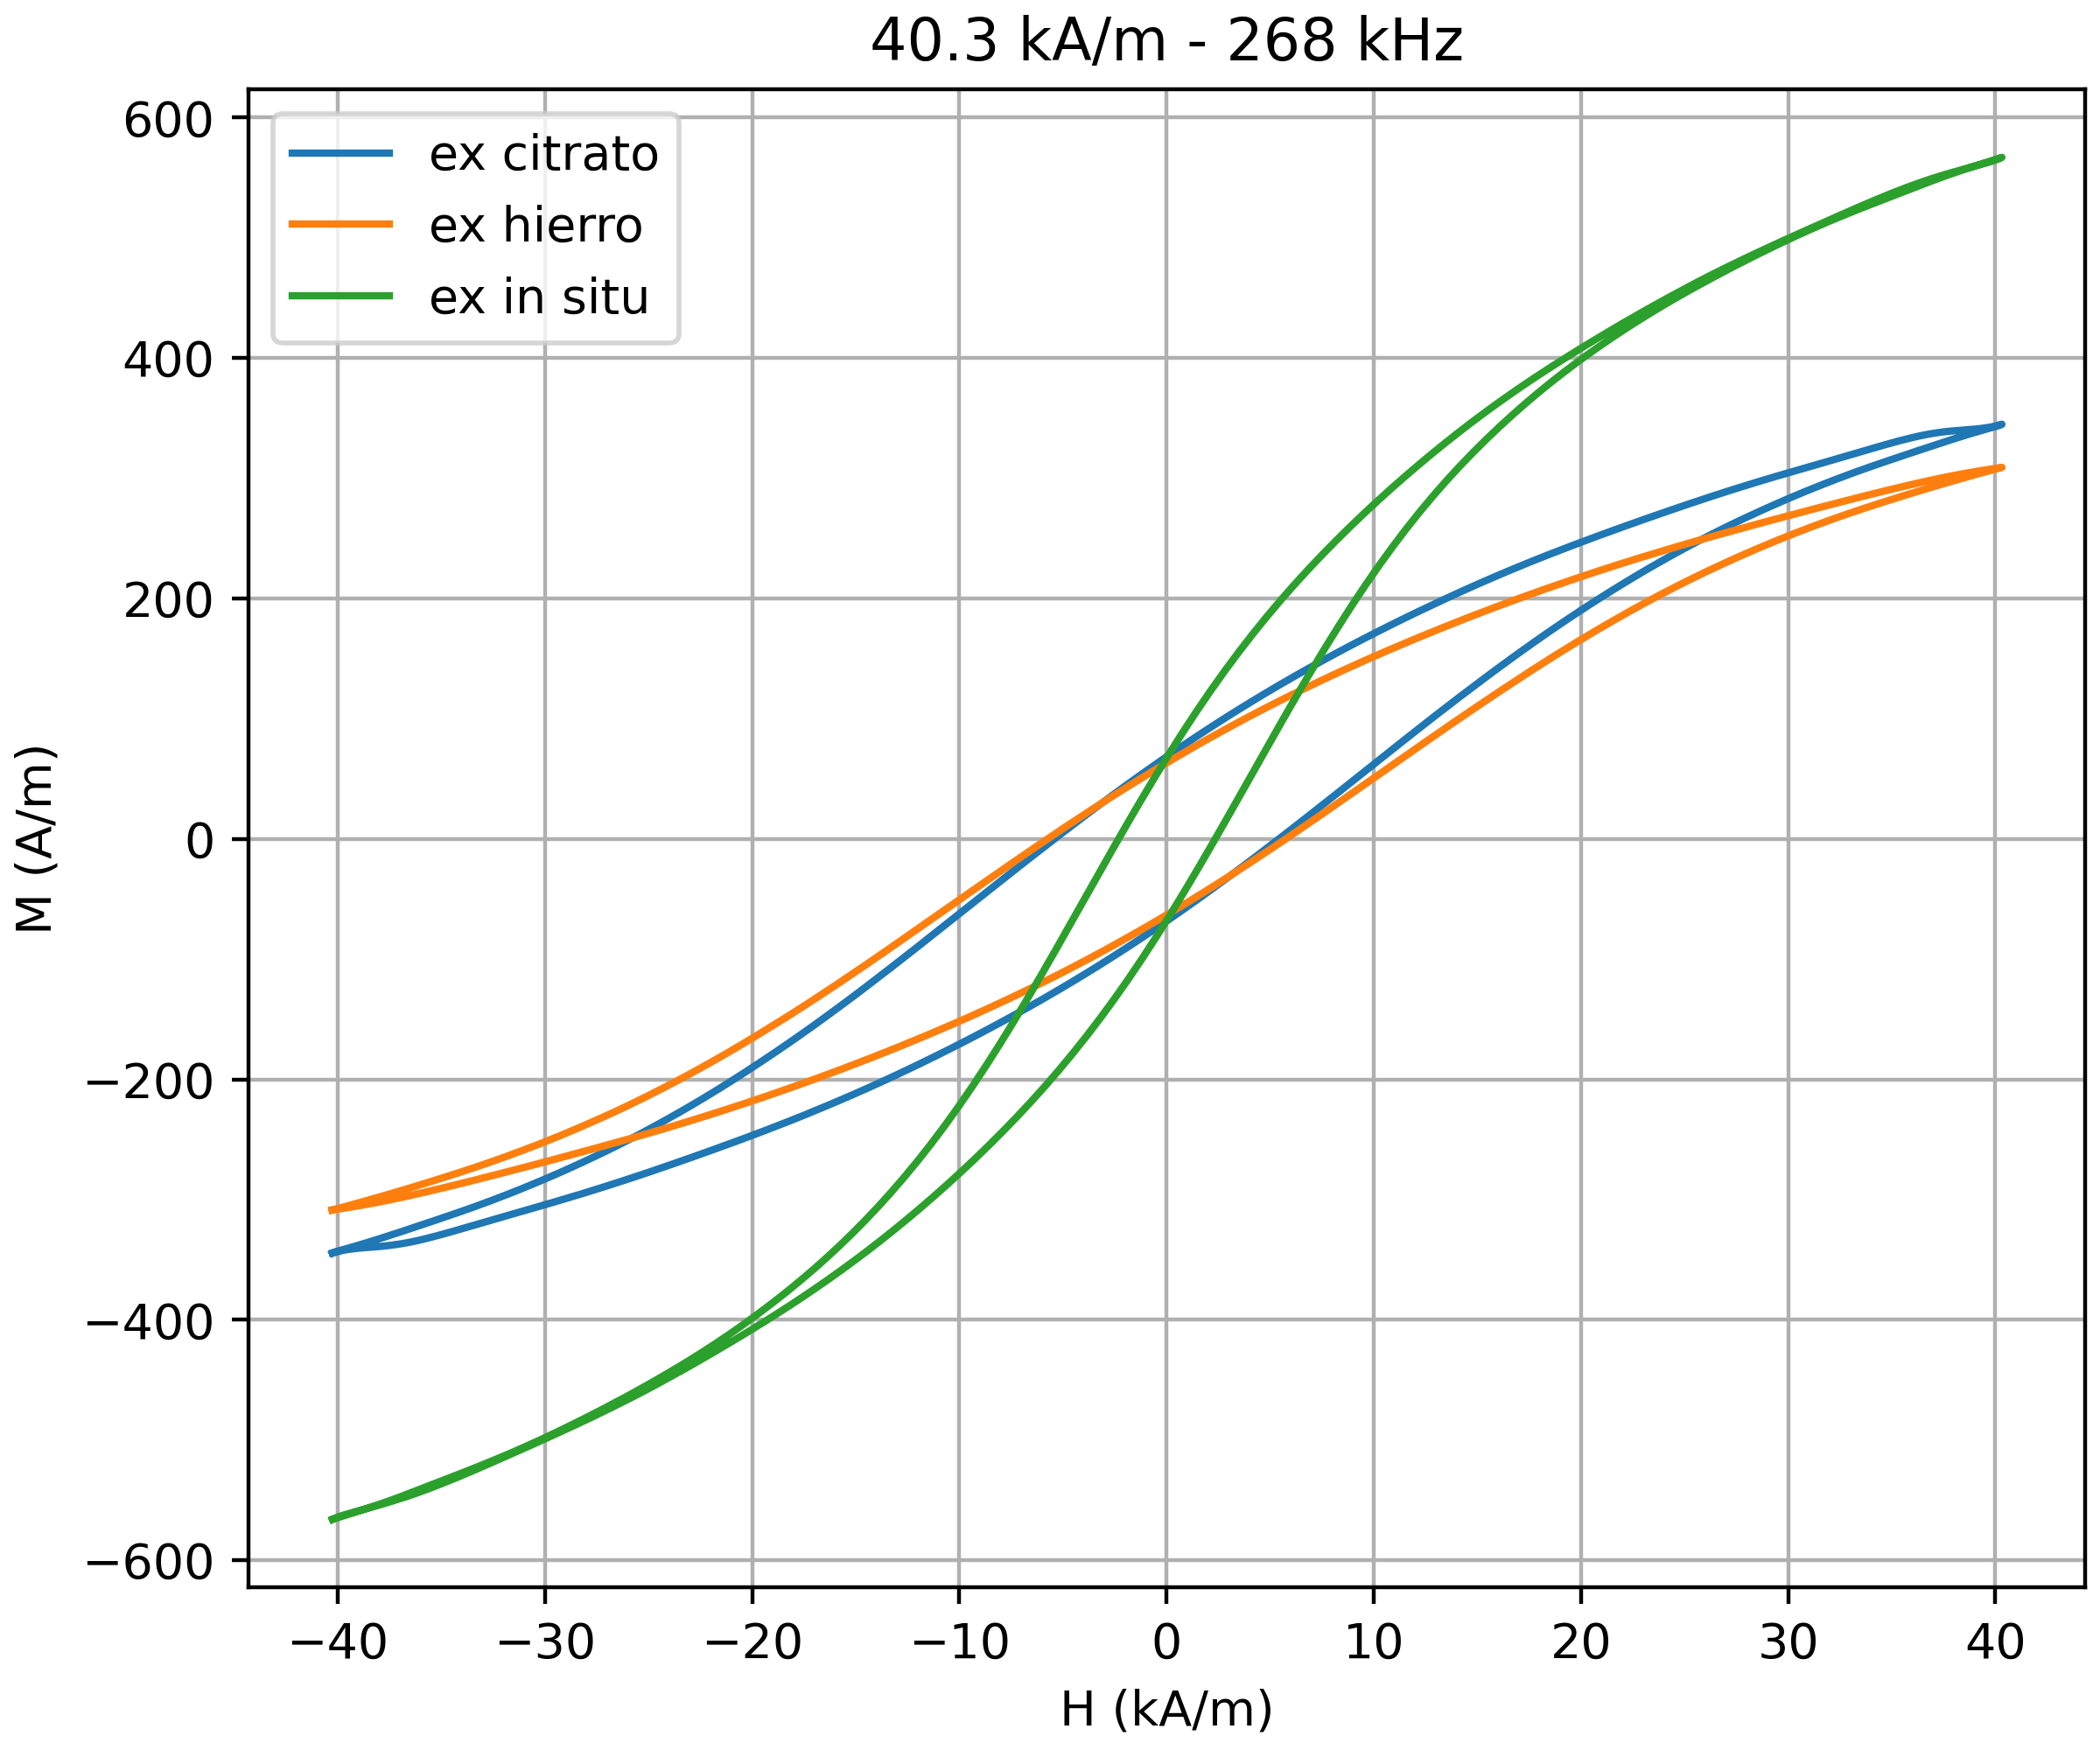 40.3 kA/m - 268 kHz
ex citrato
ex hierro
ex in situ
M (A/m)
600
400
200
0
−200
−400
−600
−40 −30 −20 −10 0 10 20 30 40
H (kA/m)